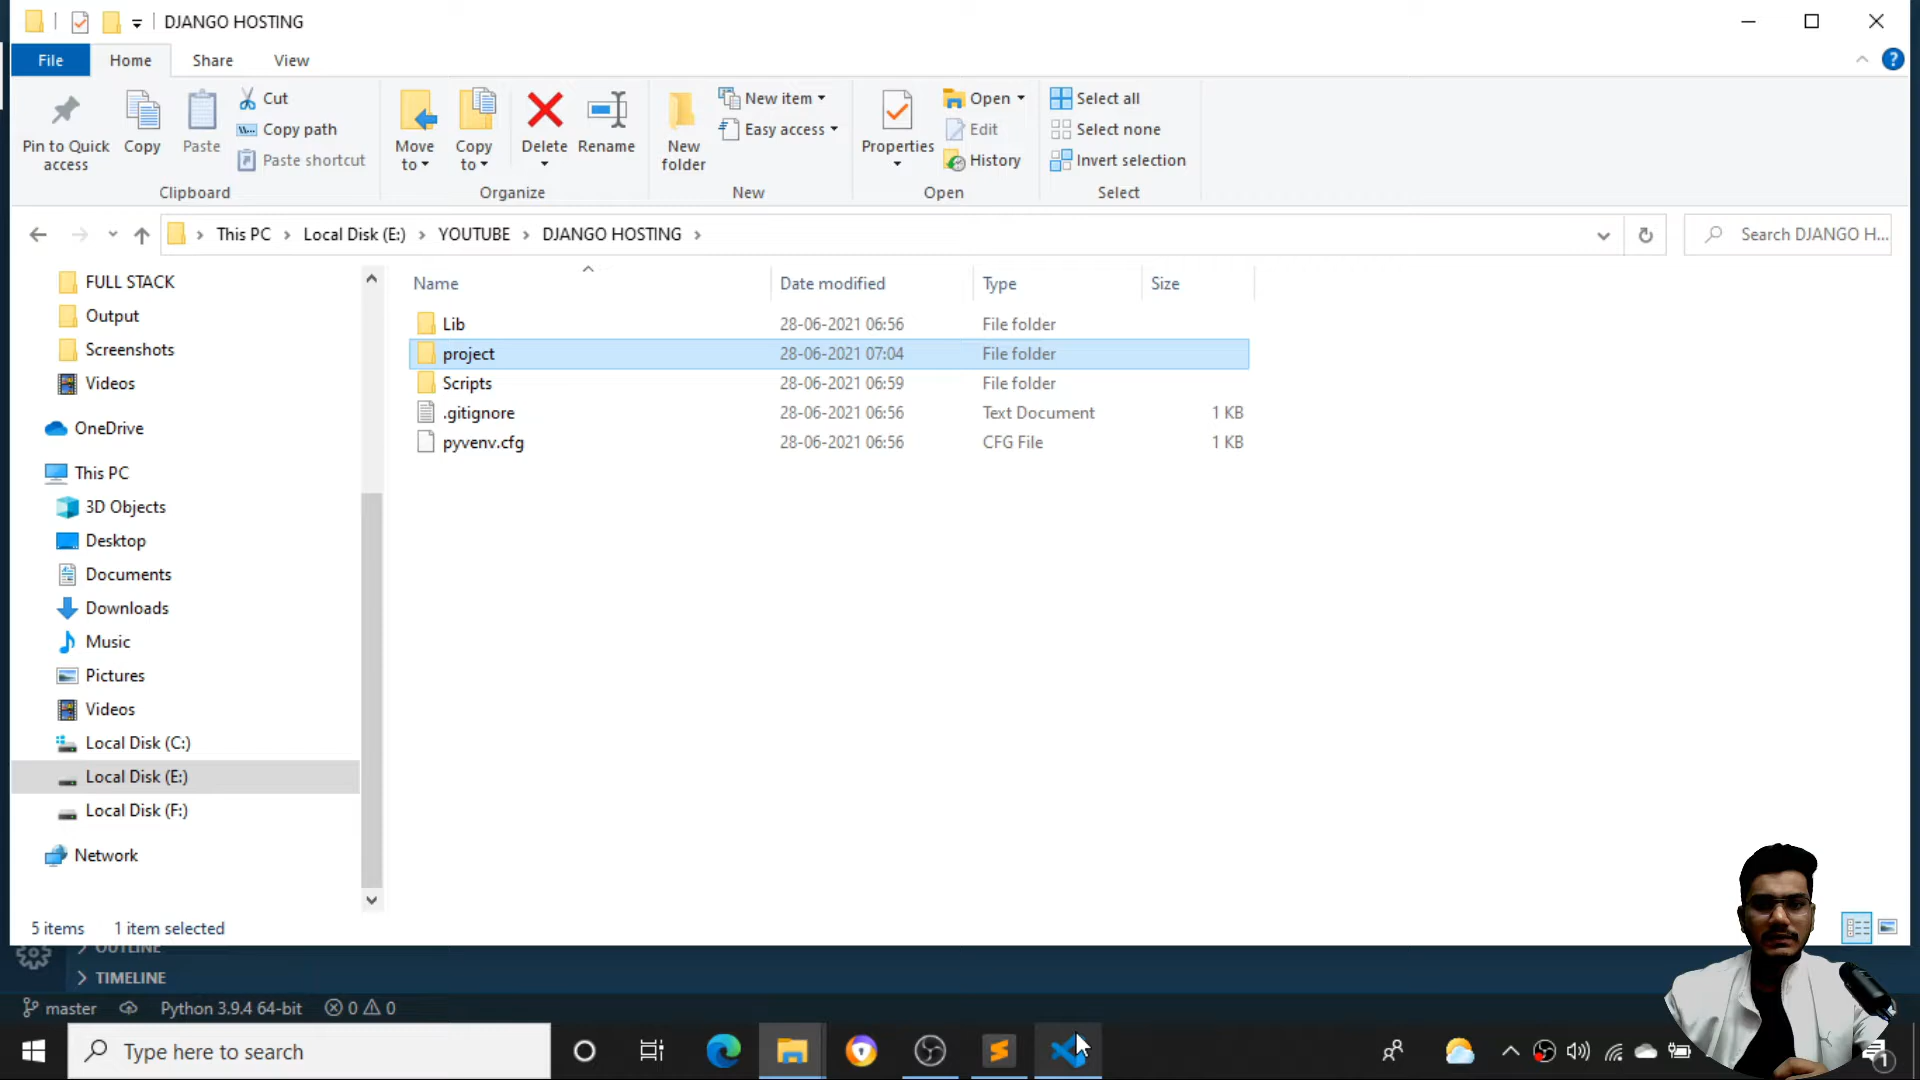 DJANGO HOSTING
File
Home
Share
View
Pin to Quick access
Copy
Paste
Cut
Copy path
Paste shortcut
Clipboard
Move to
Copy to
Delete
Rename
Organize
New folder
New item
Easy access
New
Properties
Open
Edit
History
Open
Select all
Select none
Invert selection
Select
This PC
Local Disk (E:)
YOUTUBE
DJANGO HOSTING
Search DJANGO H...
FULL STACK
Output
Screenshots
Videos
OneDrive
This PC
3D Objects
Desktop
Documents
Downloads
Music
Pictures
Videos
Local Disk (C:)
Local Disk (E:)
Local Disk (F:)
Network
Name Date modified Type Size
Lib 28-06-2021 06:56 File folder
project 28-06-2021 07:04 File folder
Scripts 28-06-2021 06:59 File folder
.gitignore 28-06-2021 06:56 Text Document 1 KB
pyvenv.cfg 28-06-2021 06:56 CFG File 1 KB
5 items 1 item selected
OUTLINE
TIMELINE
master Python 3.9.4 64-bit 0 0
Type here to search
1